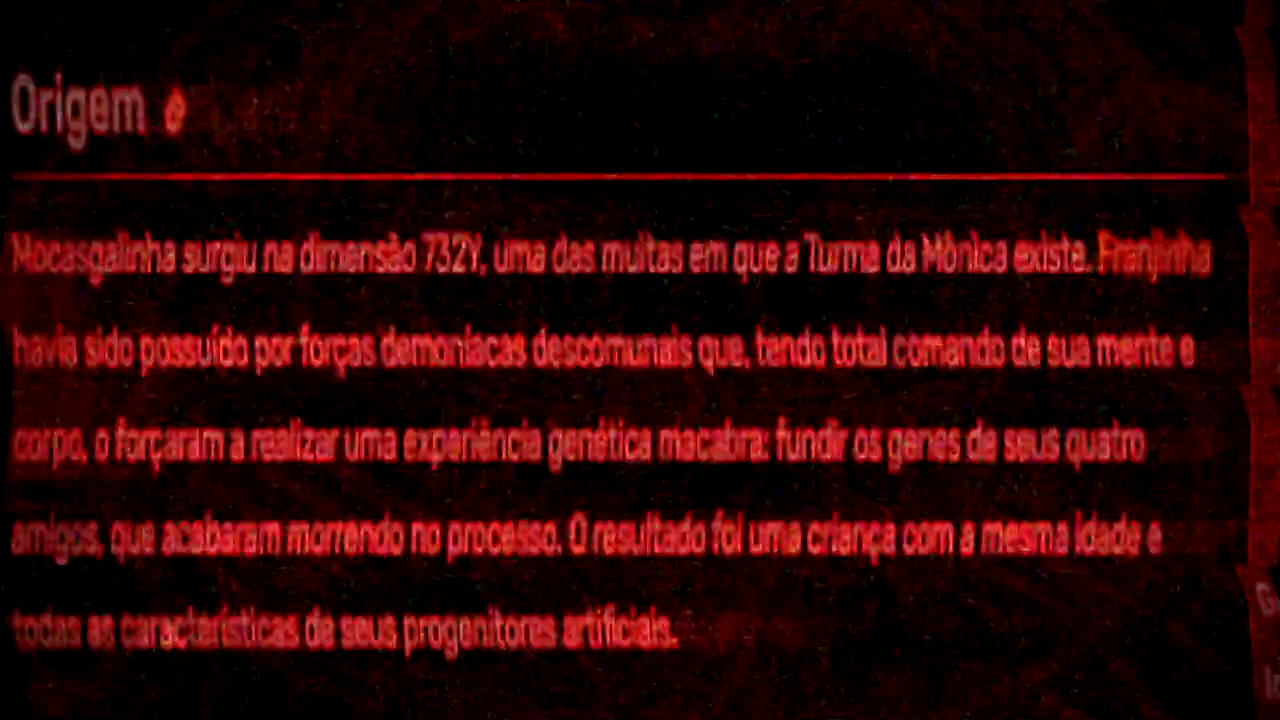 Origem
Mocasgalinha surgiu na dimensão 732Y, uma das muitas em que a Turma da Mônica existe. Franjinha
havia sido possuído por forças demoníacas descomunais que, tendo total comando de sua mente e
corpo, o forçaram a realizar uma experiência genética macabra: fundir os genes de seus quatro
amigos, que acabaram morrendo no processo. O resultado foi uma criança com a mesma idade e
todas as características de seus progenitores artificiais.